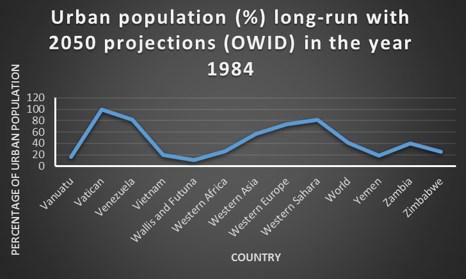 Urban population (%) long-run with
2050 projections (OWID) in the year
1984
PERCENTAGE OF URBAN POPULATION
120
100
80
60
40
20
0
Vanuatu
Vatican
Venezuela
Vietnam
Wallis and Futuna
Western Africa
Western Asia
Western Europe
Western Sahara
World
Yemen
Zambia
Zimbabwe
COUNTRY